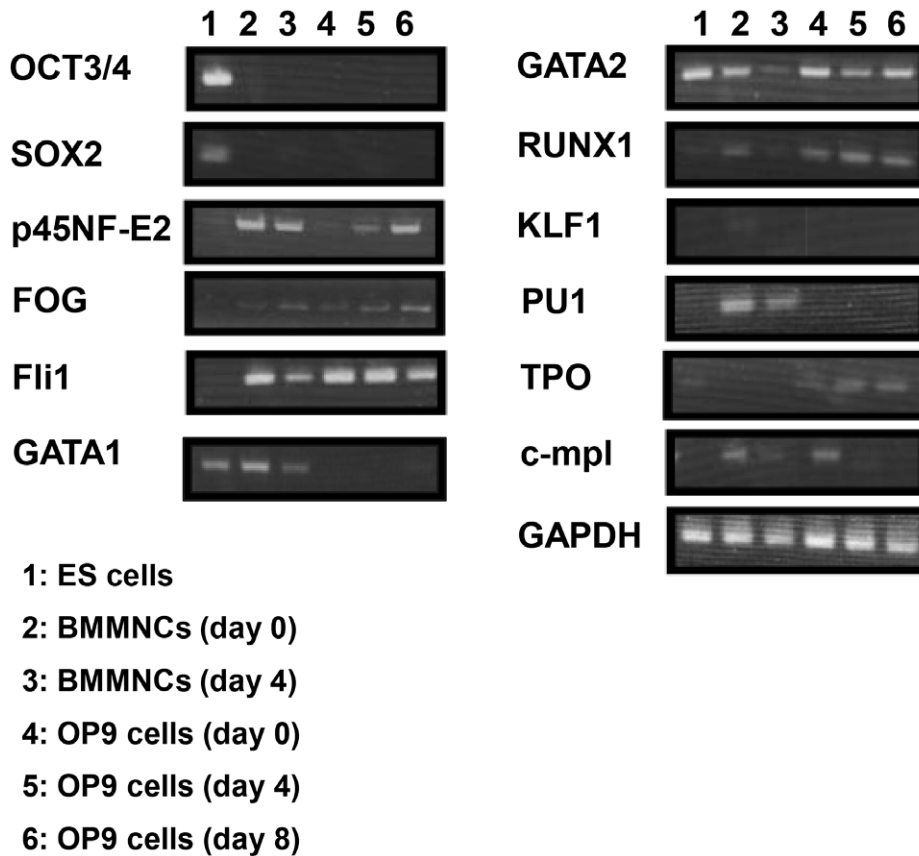 1 2 3 4 5 6
OCT3/4
SOX2
p45NF-E2
FOG
Fli1
GATA1
1 2 3 4 5 6
GATA2
RUNX1
KLF1
PU1
TPO
c-mpl
GAPDH
1: ES cells
2: BMMNCs (day 0)
3: BMMNCs (day 4)
4: OP9 cells (day 0)
5: OP9 cells (day 4)
6: OP9 cells (day 8)